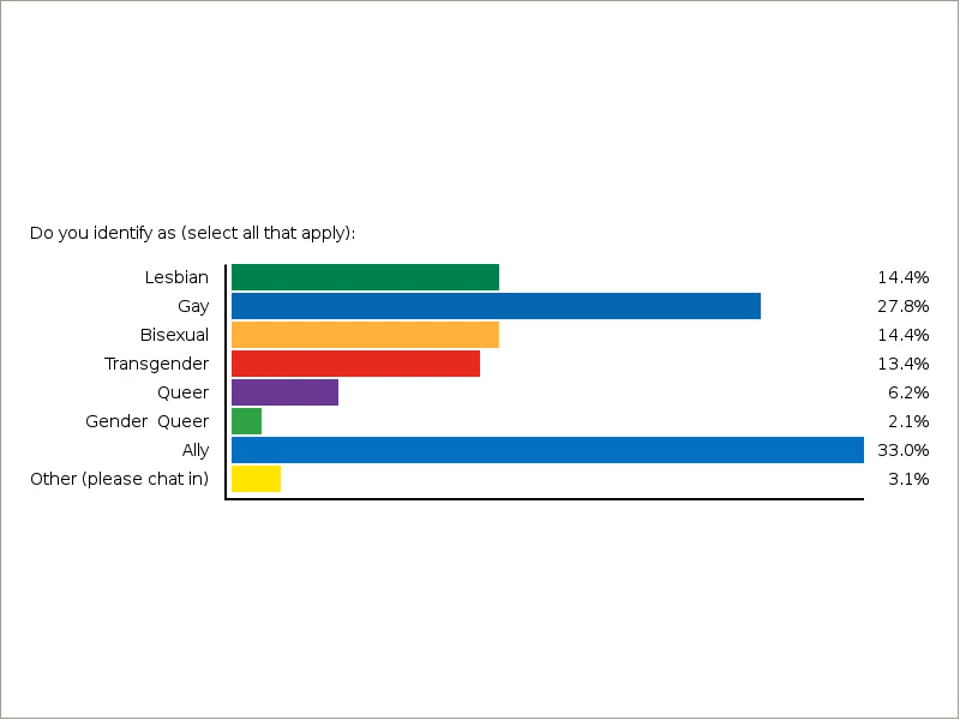 Do you identify as (select all that apply):
Lesbian 14.4%
Gay 27.8%
Bisexual 14.4%
Transgender 13.4%
Queer 6.2%
Gender  Queer 2.1%
Ally 33.0%
Other (please chat in) 3.1%